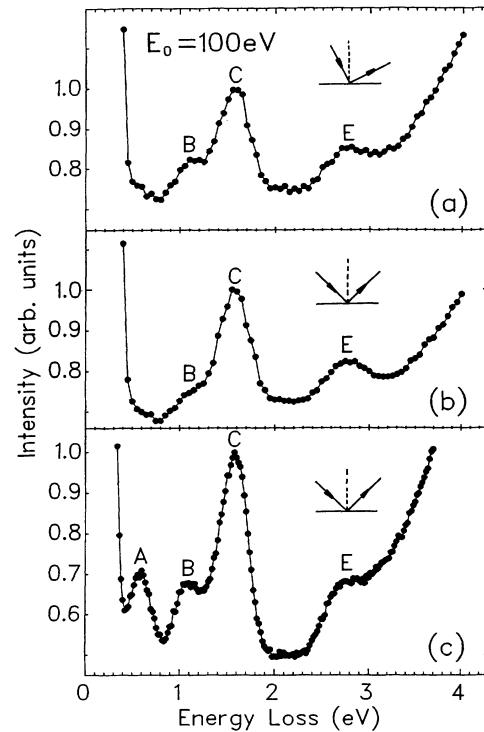 E₀=100eV
C
B
E
1.0
0.9
0.8
(a)
C
B
E
1.0
0.9
0.8
(b)
Intensity (arb. units)
C
A
B
E
1.0
0.9
0.8
0.7
0.6
(c)
0 1 2 3 4
Energy Loss (eV)